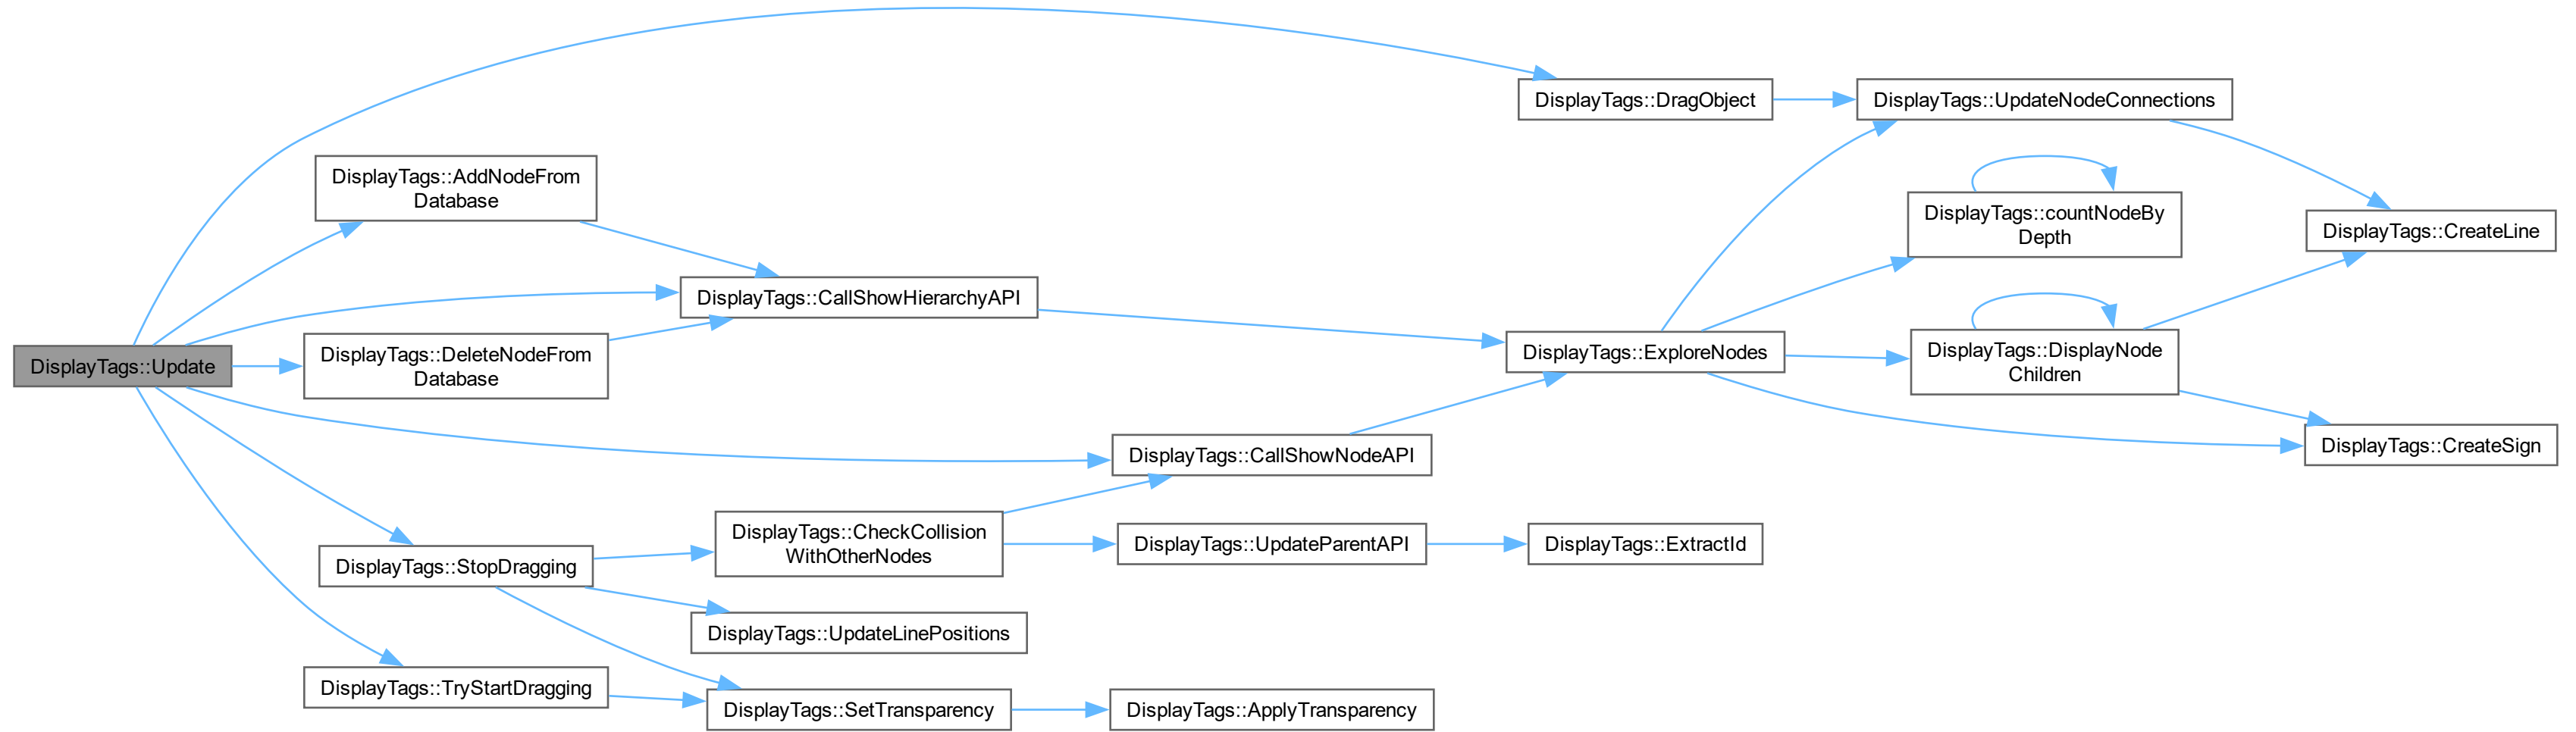 DisplayTags::Update
DisplayTags::DragObject
DisplayTags::UpdateNodeConnections
DisplayTags::AddNodeFrom
Database
DisplayTags::countNodeBy
Depth
DisplayTags::CreateLine
DisplayTags::CallShowHierarchyAPI
DisplayTags::DeleteNodeFrom
Database
DisplayTags::ExploreNodes
DisplayTags::DisplayNode
Children
DisplayTags::CallShowNodeAPI
DisplayTags::CreateSign
DisplayTags::StopDragging
DisplayTags::CheckCollision
WithOtherNodes
DisplayTags::UpdateParentAPI
DisplayTags::ExtractId
DisplayTags::UpdateLinePositions
DisplayTags::TryStartDragging
DisplayTags::SetTransparency
DisplayTags::ApplyTransparency